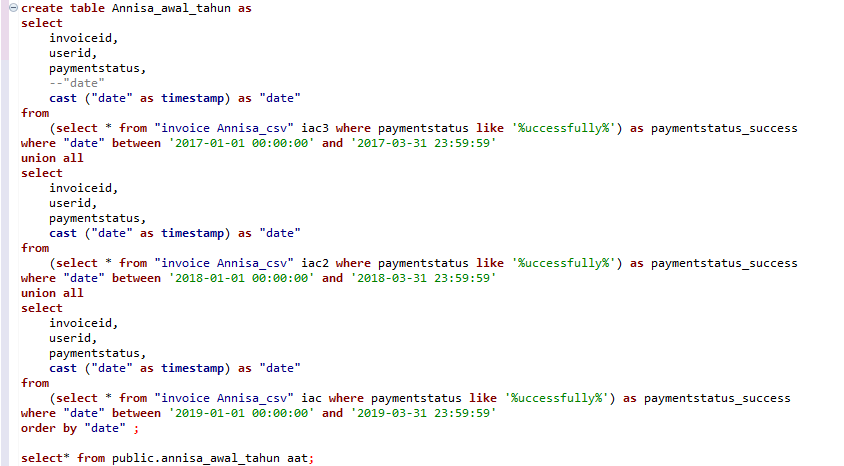 create table Annisa_awal_tahun as
select
    invoiceid,
    userid,
    paymentstatus,
    --"date"
    cast ("date" as timestamp) as "date"
from
    (select * from "invoice Annisa_csv" iac3 where paymentstatus like '%uccessfully%') as paymentstatus_success
where "date" between '2017-01-01 00:00:00' and '2017-03-31 23:59:59'
union all
select
    invoiceid,
    userid,
    paymentstatus,
    cast ("date" as timestamp) as "date"
from
    (select * from "invoice Annisa_csv" iac2 where paymentstatus like '%uccessfully%') as paymentstatus_success
where "date" between '2018-01-01 00:00:00' and '2018-03-31 23:59:59'
union all
select
    invoiceid,
    userid,
    paymentstatus,
    cast ("date" as timestamp) as "date"
from
    (select * from "invoice Annisa_csv" iac where paymentstatus like '%uccessfully%') as paymentstatus_success
where "date" between '2019-01-01 00:00:00' and '2019-03-31 23:59:59'
order by "date" ;
select* from public.annisa_awal_tahun aat;